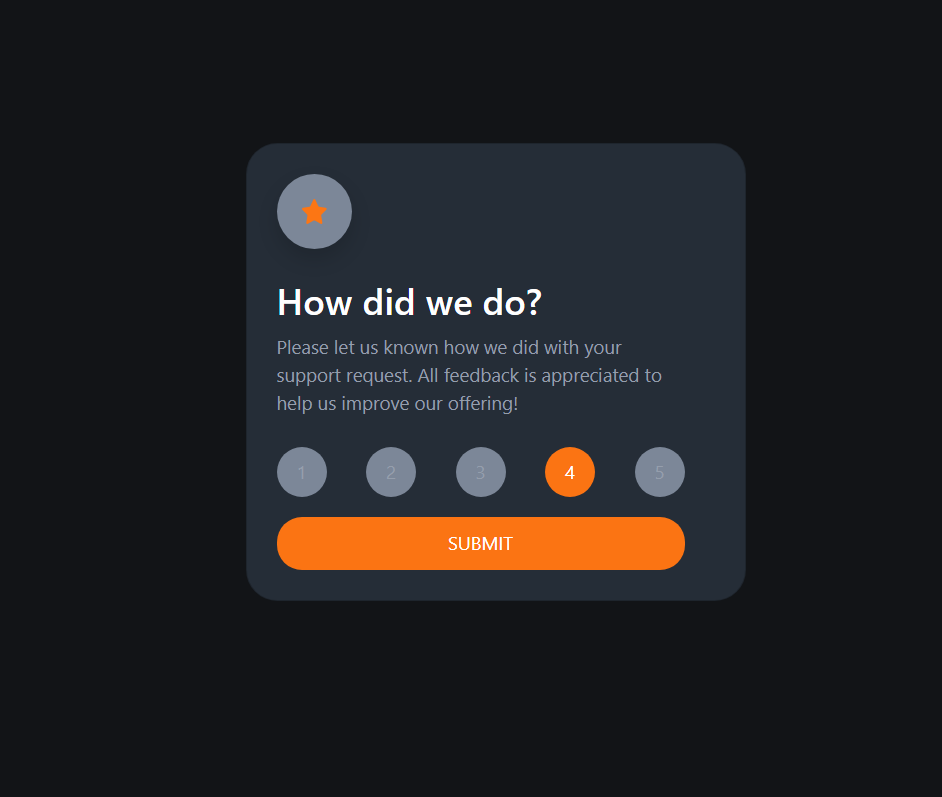 How did we do?
Please let us known how we did with your
support request. All feedback is appreciated to
help us improve our offering!
1 2 3 4 5
SUBMIT